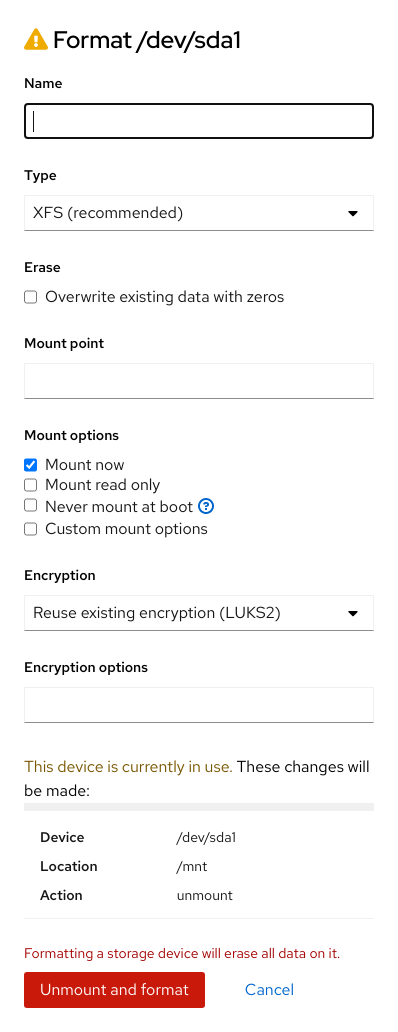 Format /dev/sda1
Name
Type
XFS (recommended)
Erase
Overwrite existing data with zeros
Mount point
Mount options
Mount now
Mount read only
Never mount at boot ?
Custom mount options
Encryption
Reuse existing encryption (LUKS2)
Encryption options
This device is currently in use. These changes will
be made:
Device /dev/sda1
Location /mnt
Action unmount
Formatting a storage device will erase all data on it.
Unmount and format Cancel